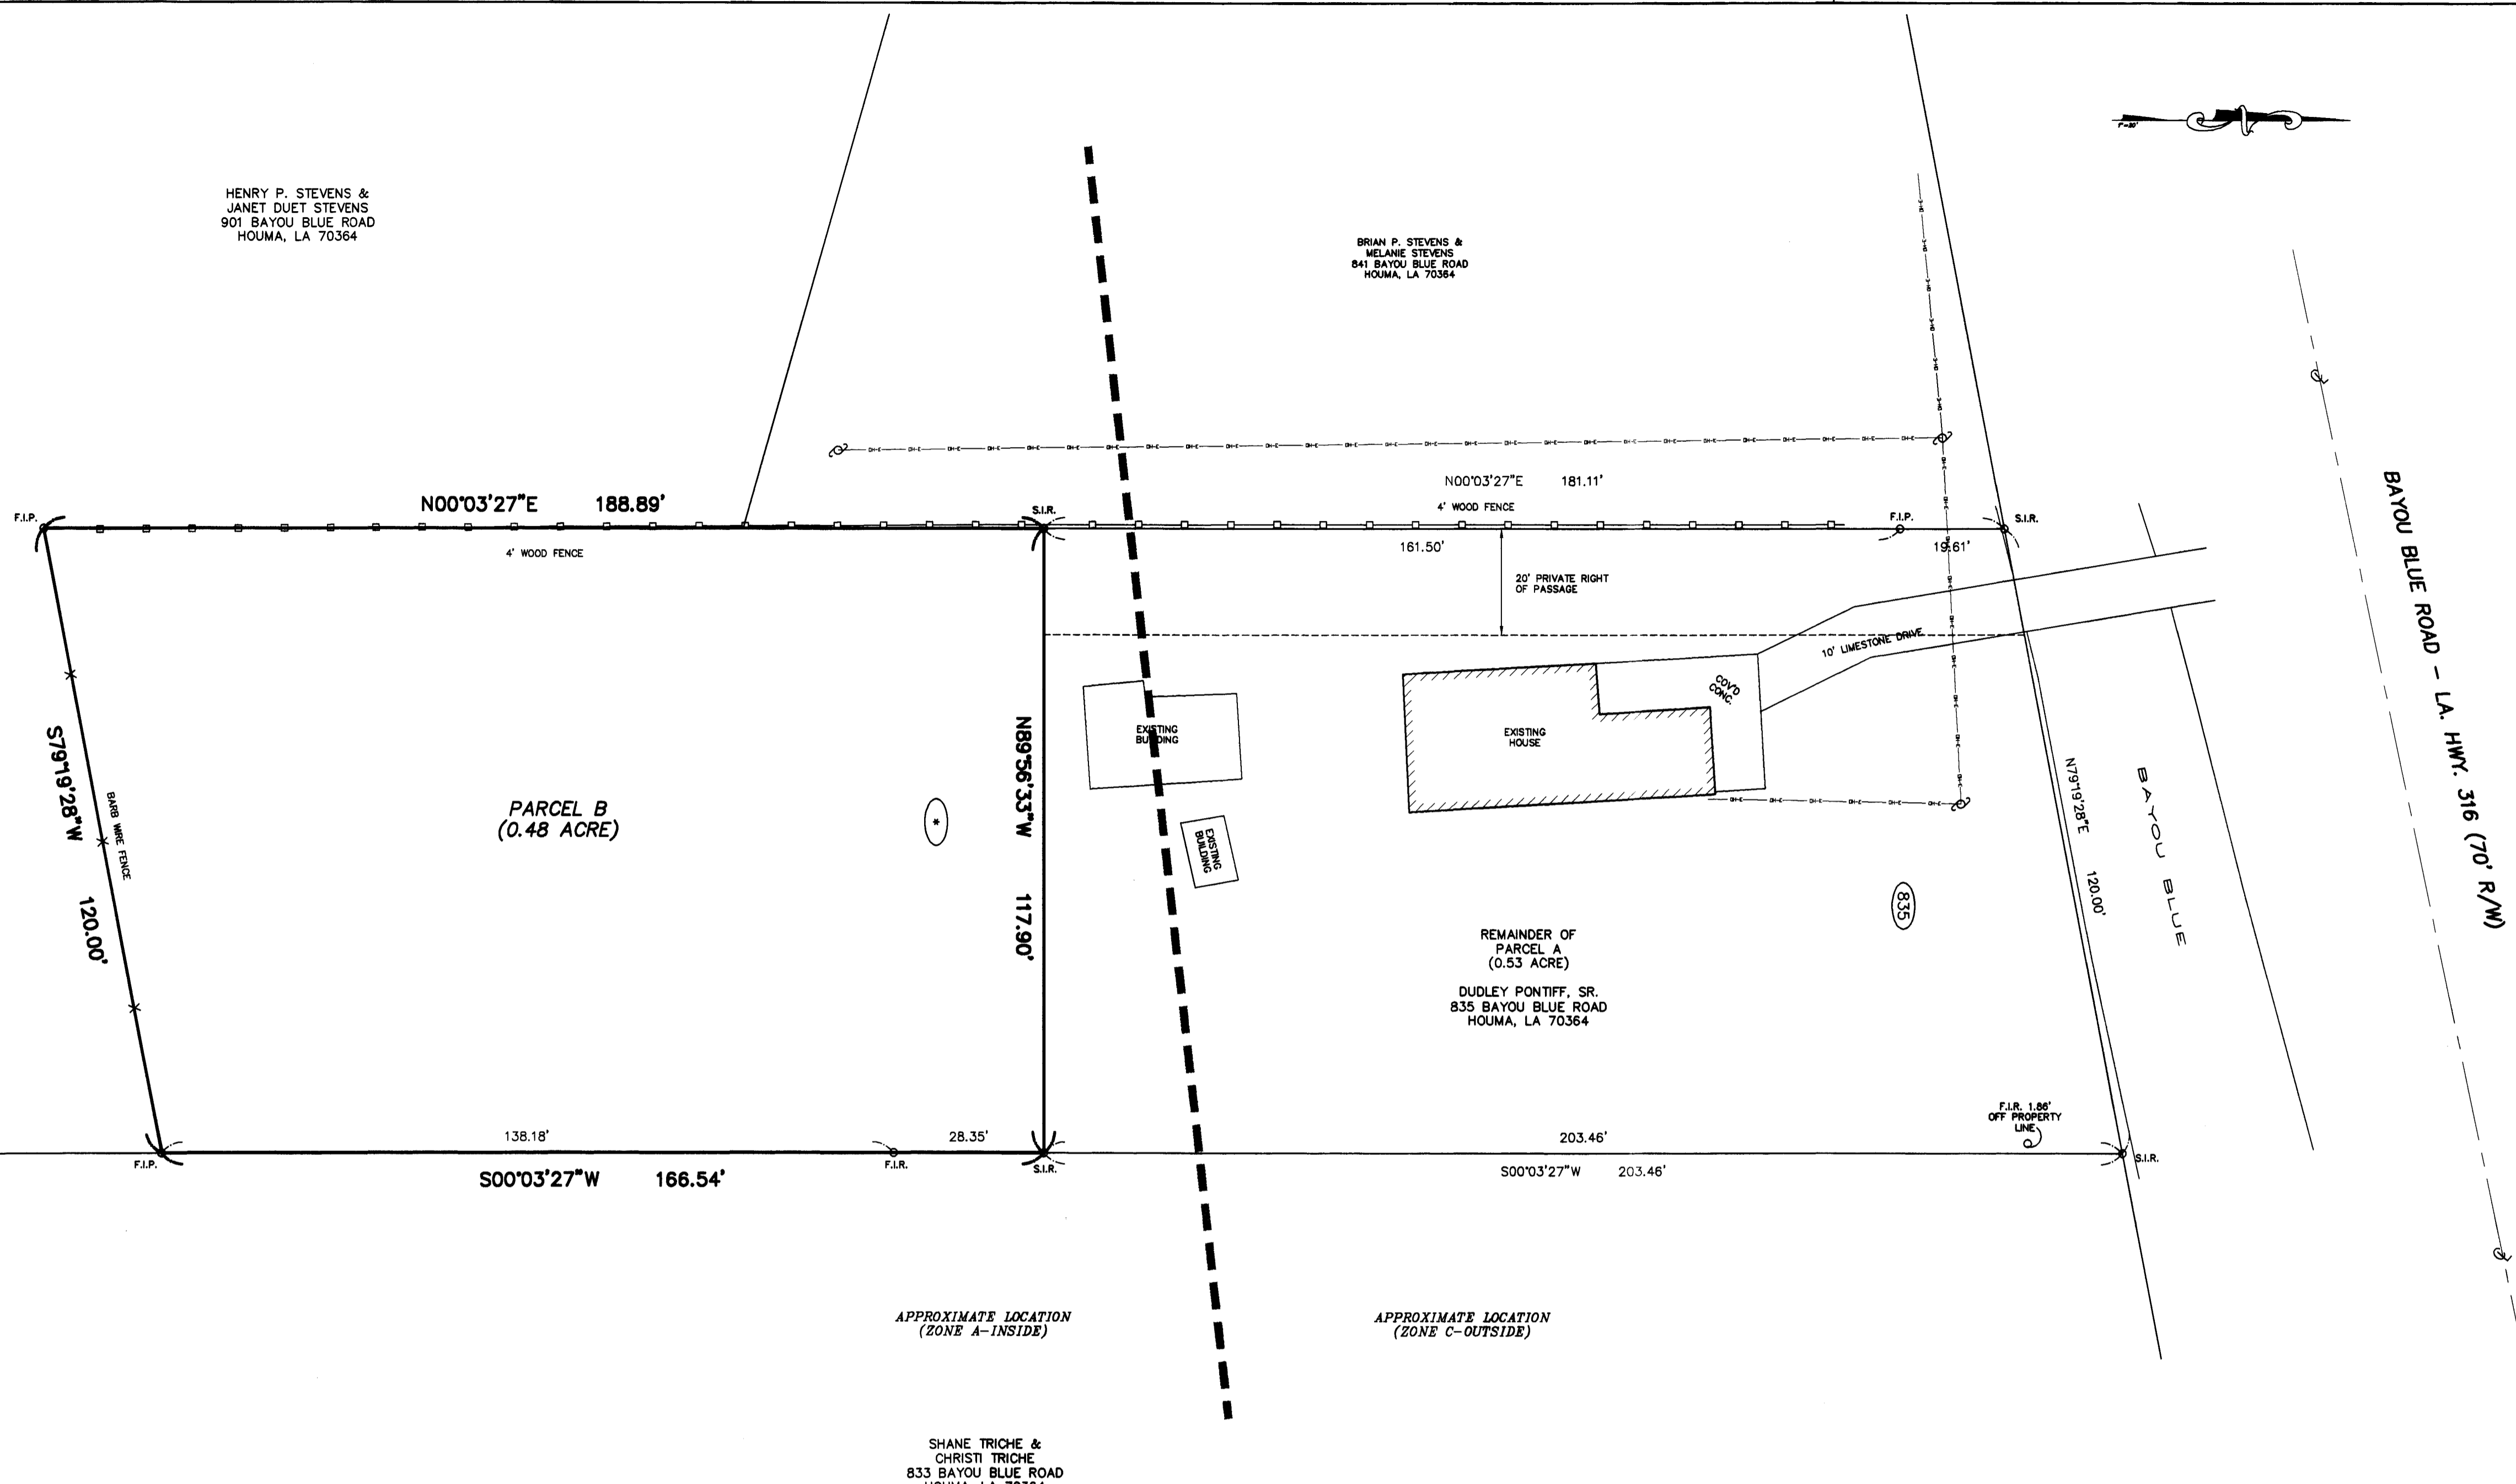 1"=20'
HENRY P. STEVENS &
JANET DUET STEVENS
901 BAYOU BLUE ROAD
HOUMA, LA 70364
BRIAN P. STEVENS &
MELANIE STEVENS
841 BAYOU BLUE ROAD
HOUMA, LA 70364
N00°03'27"E 181.11'
4' WOOD FENCE
F.I.P.
N00°03'27"E 188.89'
S.I.R.
F.I.P.
S.I.R.
4' WOOD FENCE
161.50'
19.61'
20' PRIVATE RIGHT
OF PASSAGE
10' LIMESTONE DRIVE
COV'D
CONC.
EXISTING
BUILDING
EXISTING
HOUSE
S79°19'28"W 120.00'
BARB WIRE FENCE
PARCEL B
(0.48 ACRE)
*
N89°56'33"W 117.90'
EXISTING
BUILDING
835
N79°19'28"E 120.00'
BAYOU BLUE
BAYOU BLUE ROAD - LA. HWY. 316 (70' R/W)
REMAINDER OF
PARCEL A
(0.53 ACRE)
DUDLEY PONTIFF, SR.
835 BAYOU BLUE ROAD
HOUMA, LA 70364
F.I.R. 1.86'
OFF PROPERTY
LINE
138.18'
28.35'
203.46'
F.I.P.
F.I.R.
S.I.R.
S.I.R.
S00°03'27"W 166.54'
S00°03'27"W 203.46'
APPROXIMATE LOCATION
(ZONE A-INSIDE)
APPROXIMATE LOCATION
(ZONE C-OUTSIDE)
SHANE TRICHE &
CHRISTI TRICHE
833 BAYOU BLUE ROAD
HOUMA, LA 70364